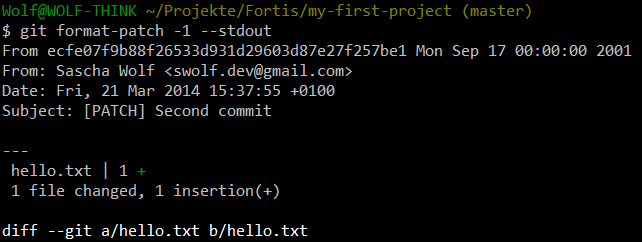 Wolf@WOLF-THINK ~/Projekte/Fortis/my-first-project (master)
$ git format-patch -1 --stdout
From ecfe07f9b88f26533d931d29603d87e27f257be1 Mon Sep 17 00:00:00 2001
From: Sascha Wolf <swolf.dev@gmail.com>
Date: Fri, 21 Mar 2014 15:37:55 +0100
Subject: [PATCH] Second commit
---
hello.txt | 1 +
1 file changed, 1 insertion(+)
diff --git a/hello.txt b/hello.txt